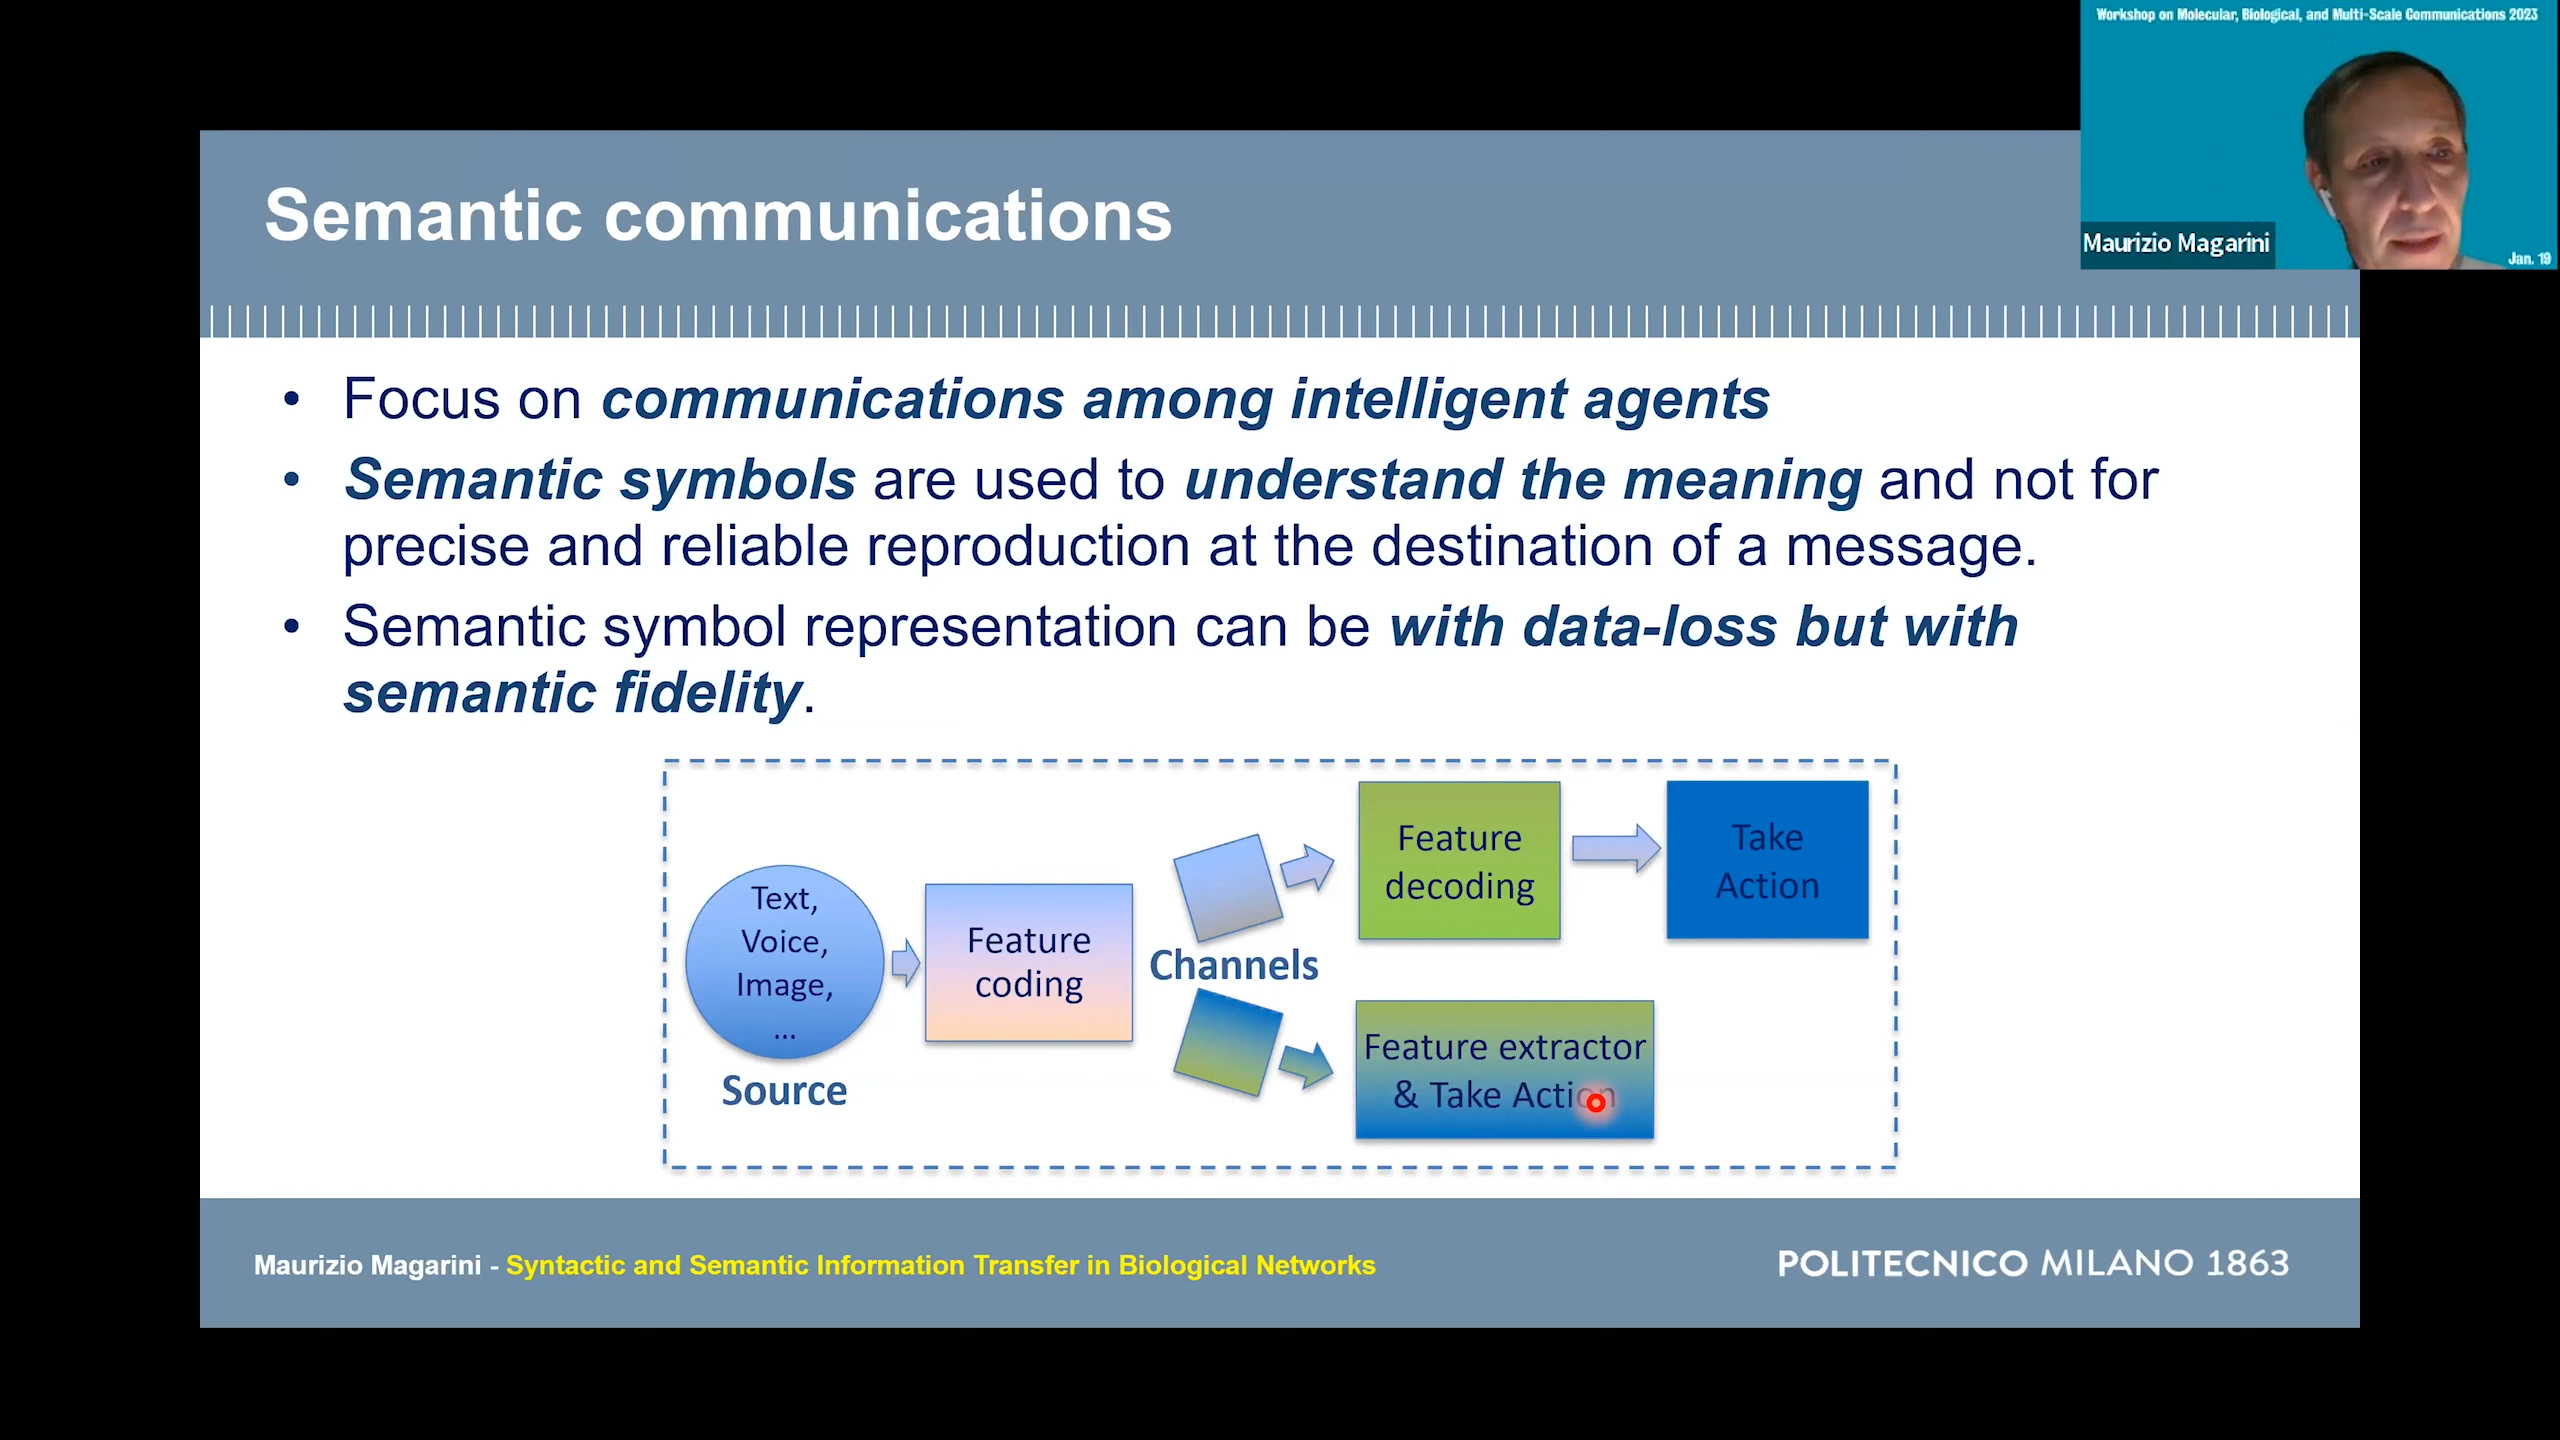 Workshop on Molecular, Biological, and Multi-Scale Communications 2023
Maurizio Magarini
Jan. 19
Semantic communications
• Focus on communications among intelligent agents
• Semantic symbols are used to understand the meaning and not for
precise and reliable reproduction at the destination of a message.
• Semantic symbol representation can be with data-loss but with
semantic fidelity.
Text,
Voice,
Image,
...
Source
Feature
coding
Channels
Feature
decoding
Take
Action
Feature extractor
& Take Action
Maurizio Magarini - Syntactic and Semantic Information Transfer in Biological Networks
POLITECNICO MILANO 1863